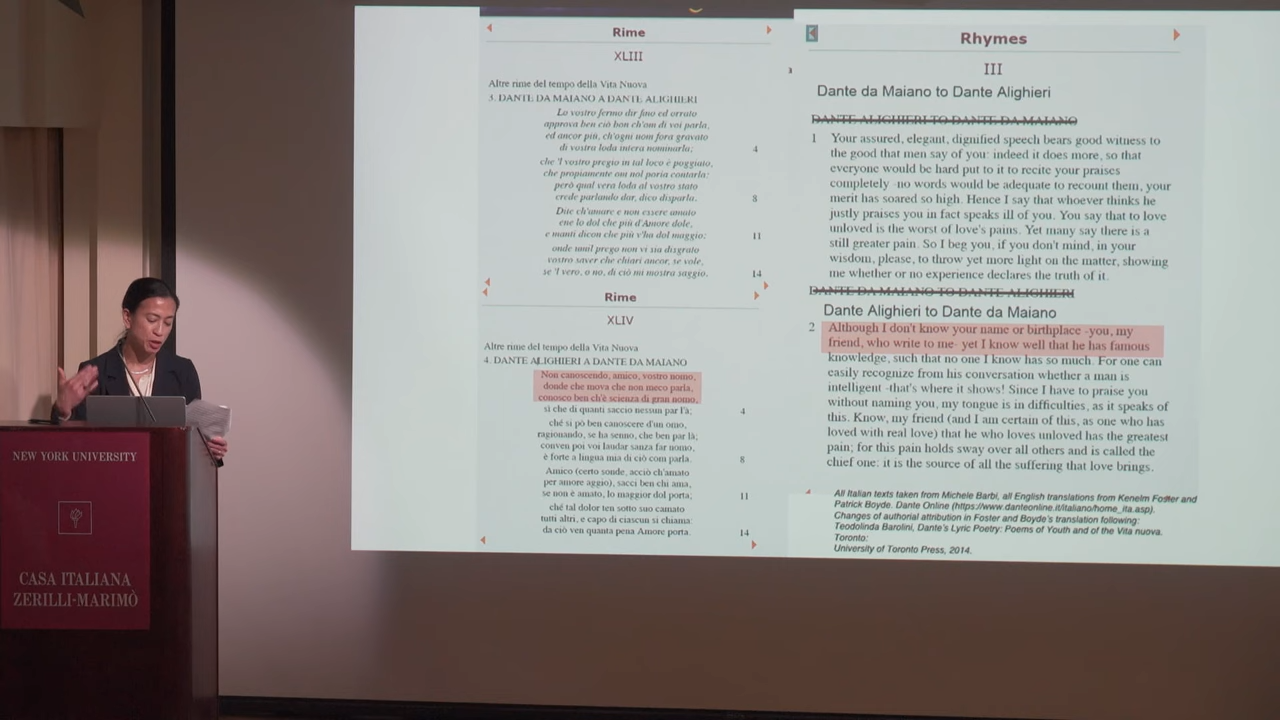 Rime
XLIII
Altre rime del tempo della Vita Nuova
3. DANTE DA MAIANO A DANTE ALIGHIERI
Lo vostro fermo dir fino ed orrato
approva ben ciò bon ch'om di voi parla,
ed ancor più, ch'ogni uom fora gravato
di vostra loda intera nominarla;
4
che 'l vostro pregio in tal loco è poggiato,
che propiamente om nol poria contarla:
però qual vera loda al vostro stato
crede parlando dar, dico disparla.
8
Dite ch'amare e non essere amato
ene lo dol che più d'Amore dole,
e manti dicon che più v'ha dol maggio:
11
onde umil prego non vi sia disgrato
vostro saver che chiari ancor, se vole,
se 'l vero, o no, di ciò mi mostra saggio.
14
Rime
XLIV
Altre rime del tempo della Vita Nuova
4. DANTE ALIGHIERI A DANTE DA MAIANO
Non canoscendo, amico, vostro nomo,
donde che mova chi con meco parla,
conosco ben ch'è scienza di gran nomo,
sì che di quanti saccio nessun par l'à;
4
ché si pò ben canoscere d'un omo,
ragionando, se ha senno, che ben par là;
conven poi voi laudar sanza far nomo,
è forte a lingua mia di ciò com parla.
8
Amico (certo sonde, acciò ch'amato
per amore aggio), sacci ben chi ama,
se non è amato, lo maggior dol porta;
11
ché tal dolor ten sotto suo camato
tutti altri, e capo di ciascun si chiama:
da ciò ven quanta pena Amore porta.
14
Rhymes
III
Dante da Maiano to Dante Alighieri
DANTE ALIGHIERI TO DANTE DA MAIANO
1 Your assured, elegant, dignified speech bears good witness to
the good that men say of you: indeed it does more, so that
everyone would be hard put to it to recite your praises
completely -no words would be adequate to recount them, your
merit has soared so high. Hence I say that whoever thinks he
justly praises you in fact speaks ill of you. You say that to love
unloved is the worst of love's pains. Yet many say there is a
still greater pain. So I beg you, if you don't mind, in your
wisdom, please, to throw yet more light on the matter, showing
me whether or no experience declares the truth of it.
DANTE DA MAIANO TO DANTE ALIGHIERI
Dante Alighieri to Dante da Maiano
2 Although I don't know your name or birthplace -you, my
friend, who write to me- yet I know well that he has famous
knowledge, such that no one I know has so much. For one can
easily recognize from his conversation whether a man is
intelligent -that's where it shows! Since I have to praise you
without naming you, my tongue is in difficulties, as it speaks of
this. Know, my friend (and I am certain of this, as one who has
loved with real love) that he who loves unloved has the greatest
pain; for this pain holds sway over all others and is called the
chief one: it is the source of all the suffering that love brings.
All Italian texts taken from Michele Barbi, all English translations from Kenelm Foster and
Patrick Boyde. Dante Online (https://www.danteonline.it/italiano/home_ita.asp).
Changes of authorial attribution in Foster and Boyde's translation following:
Teodolinda Barolini, Dante's Lyric Poetry: Poems of Youth and of the Vita nuova.
Toronto:
University of Toronto Press, 2014.
NEW YORK UNIVERSITY
CASA ITALIANA
ZERILLI-MARIMÒ